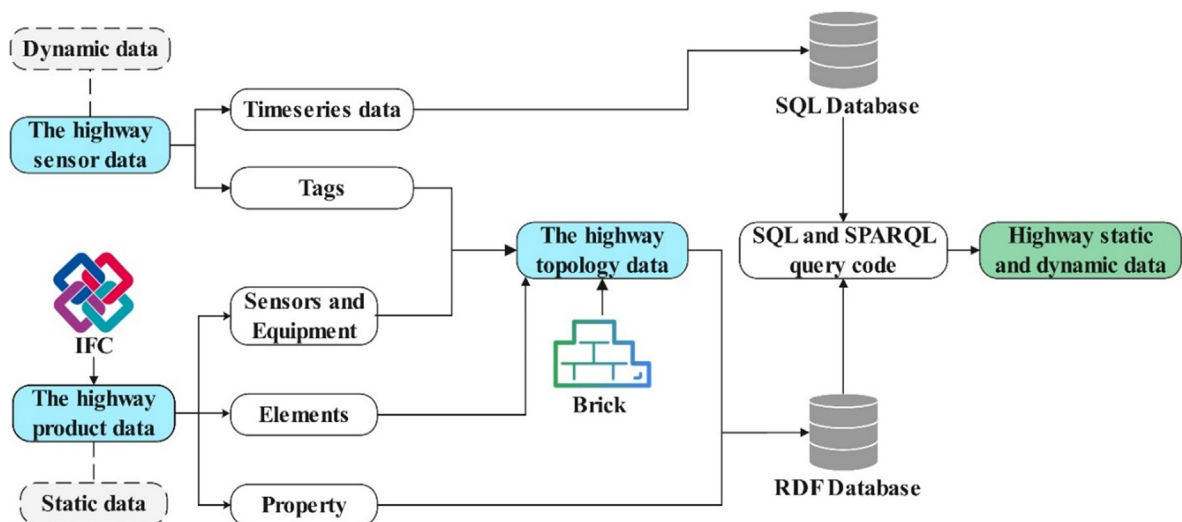 Dynamic data
The highway
sensor data
Timeseries data
Tags
SQL Database
The highway
topology data
SQL and SPARQL
query code
Highway static
and dynamic data
IFC
Sensors and
Equipment
The highway
product data
Elements
Brick
Static data
Property
RDF Database